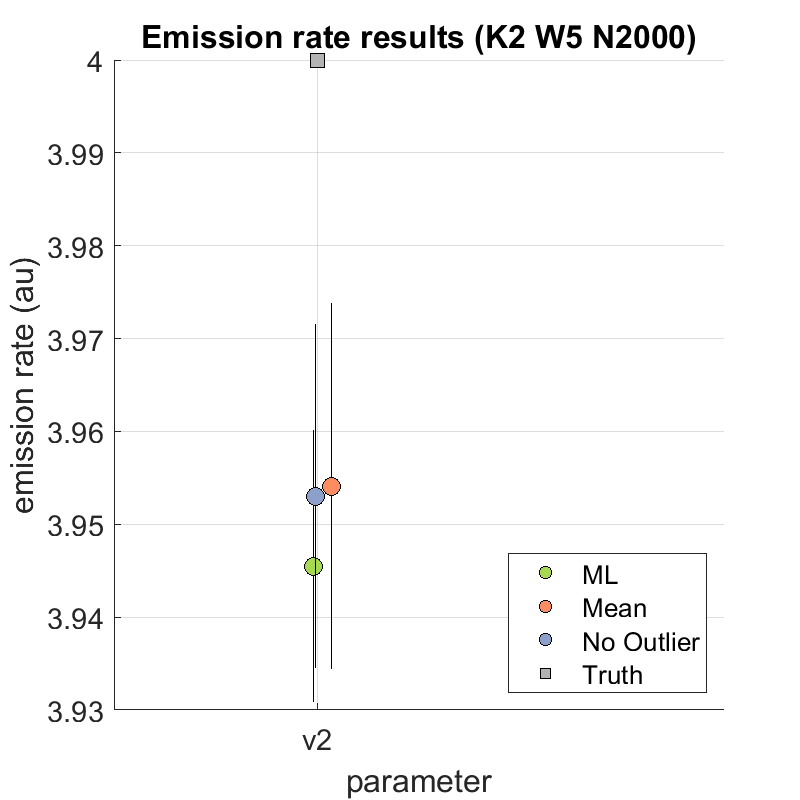 Emission rate results (K2 W5 N2000)
4
3.99
3.98
3.97
3.96
3.95
3.94
3.93
emission rate (au)
v2
parameter
ML
Mean
No Outlier
Truth